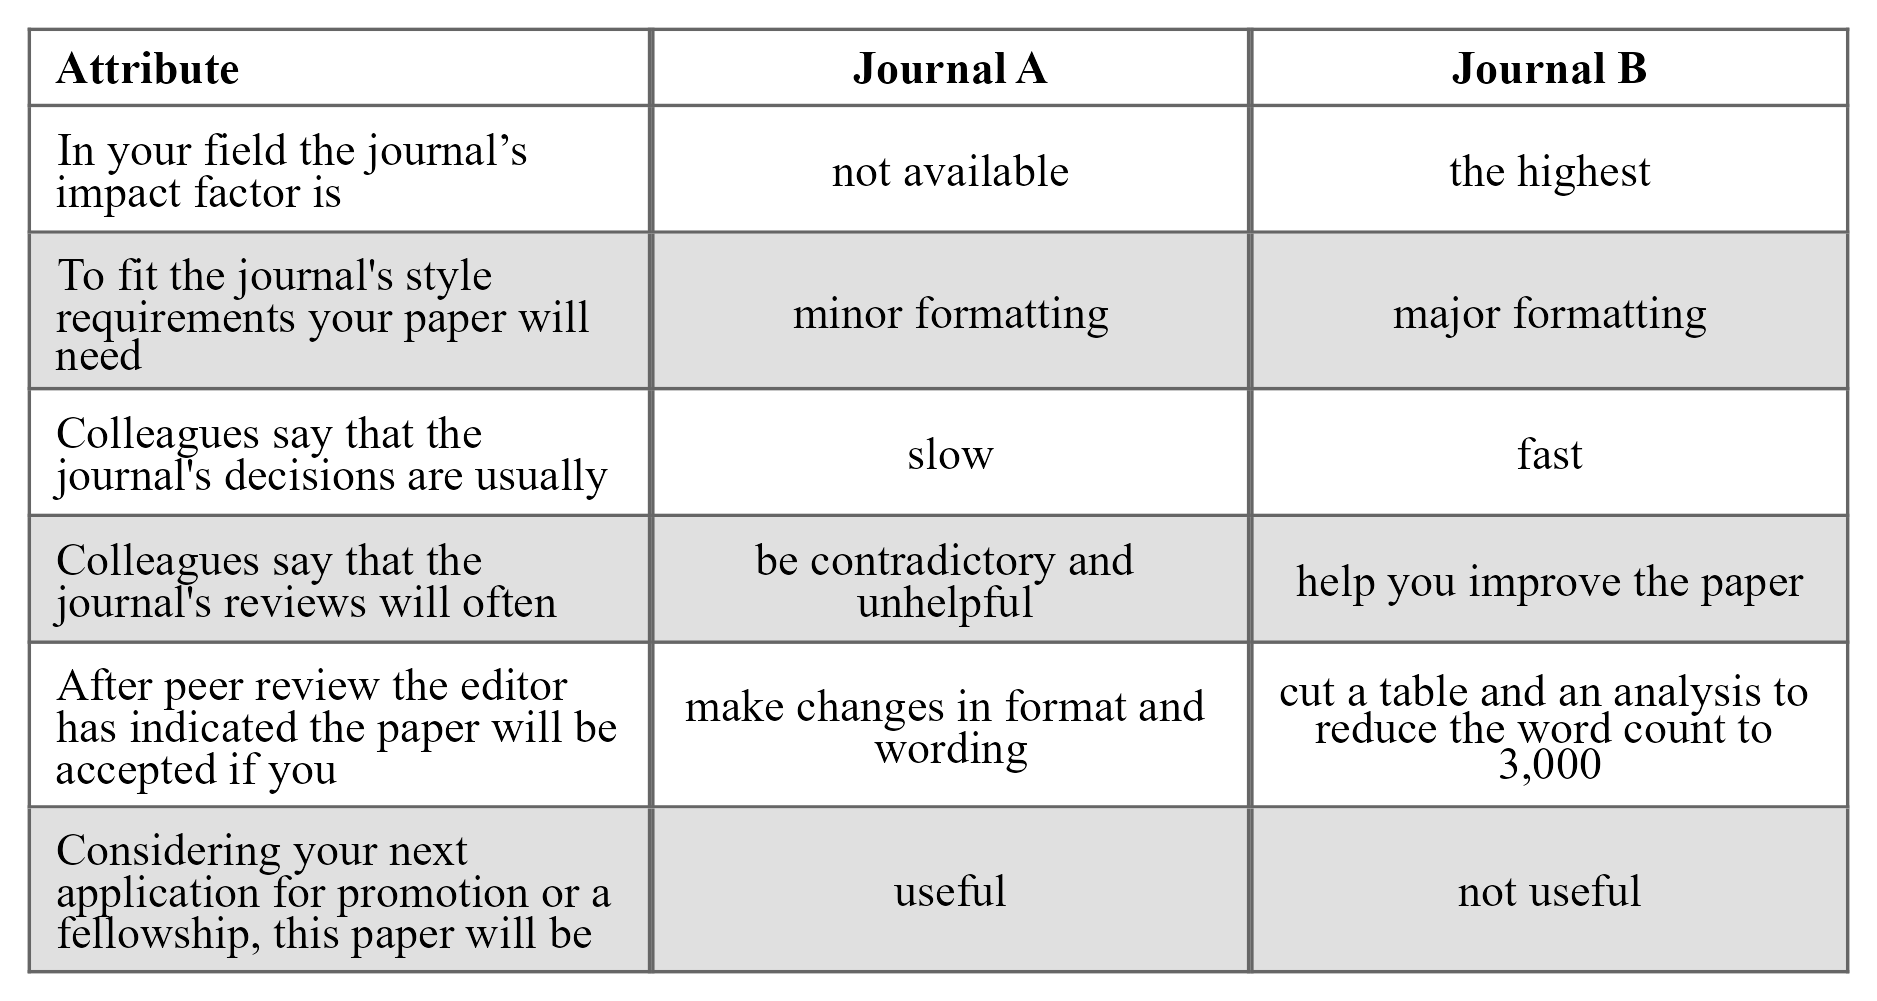 Attribute Journal A Journal B
In your field the journal’s
impact factor is
not available
the highest
To fit the journal's style
requirements your paper will
need
minor formatting
major formatting
Colleagues say that the
journal's decisions are usually
slow
fast
Colleagues say that the
journal's reviews will often
be contradictory and
unhelpful
help you improve the paper
After peer review the editor
has indicated the paper will be
accepted if you
make changes in format and
wording
cut a table and an analysis to
reduce the word count to
3,000
Considering your next
application for promotion or a
fellowship, this paper will be
useful
not useful